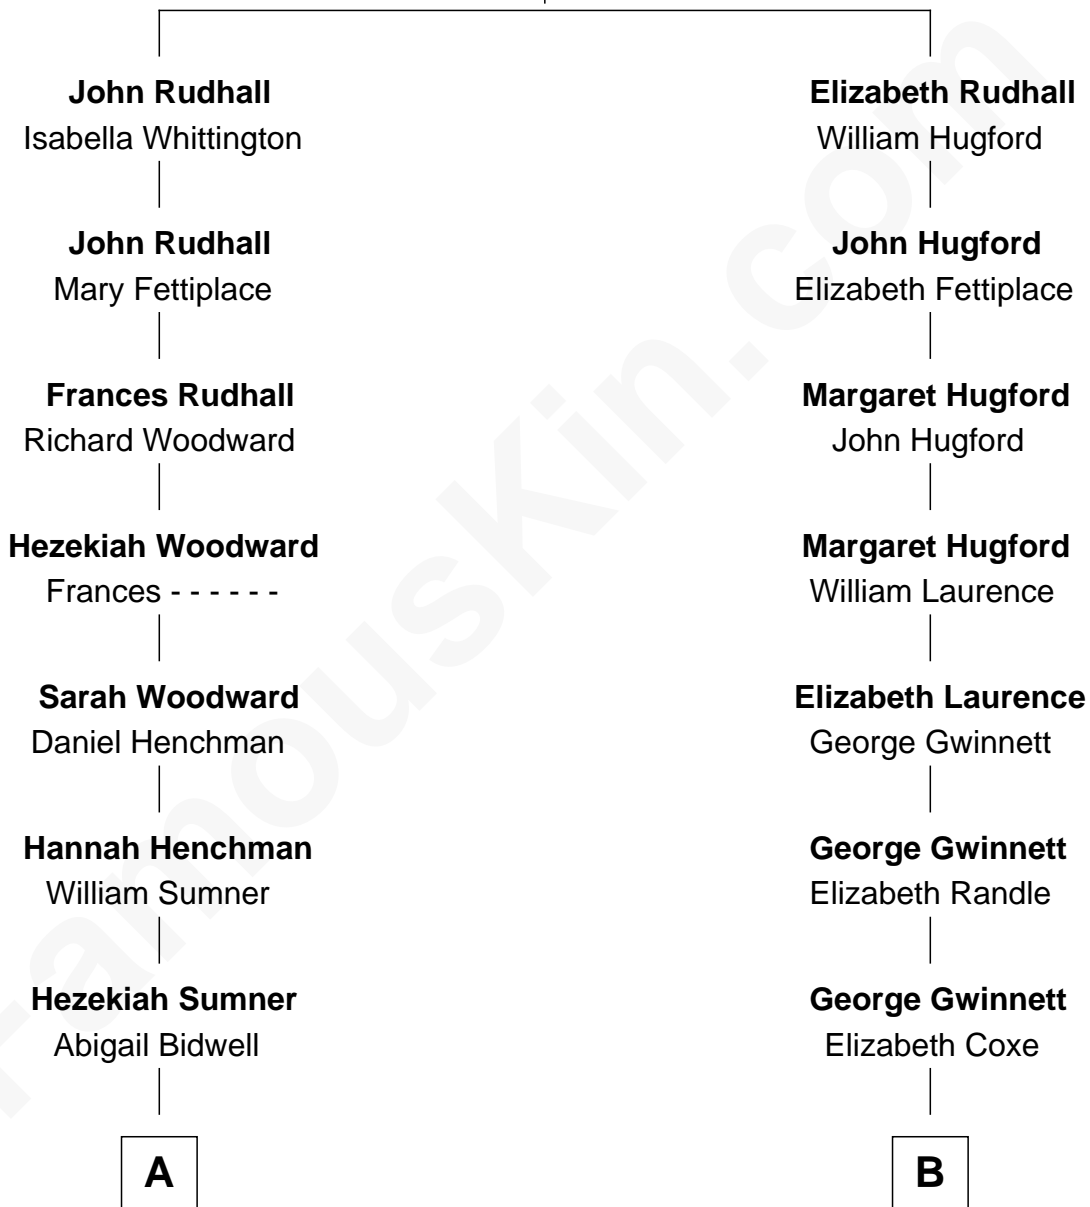 John Rudhall
Isabella Whittington
Elizabeth Rudhall
William Hugford
John Rudhall
Mary Fettiplace
John Hugford
Elizabeth Fettiplace
Frances Rudhall
Richard Woodward
Margaret Hugford
John Hugford
Hezekiah Woodward
Frances - - - - - -
Margaret Hugford
William Laurence
Sarah Woodward
Daniel Henchman
Elizabeth Laurence
George Gwinnett
Hannah Henchman
William Sumner
George Gwinnett
Elizabeth Randle
Hezekiah Sumner
Abigail Bidwell
George Gwinnett
Elizabeth Coxe
A
B
FamousKin.com